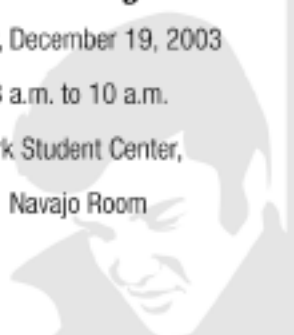 , December 19, 2003
a.m. to 10 a.m.
Student Center,
Navajo Room